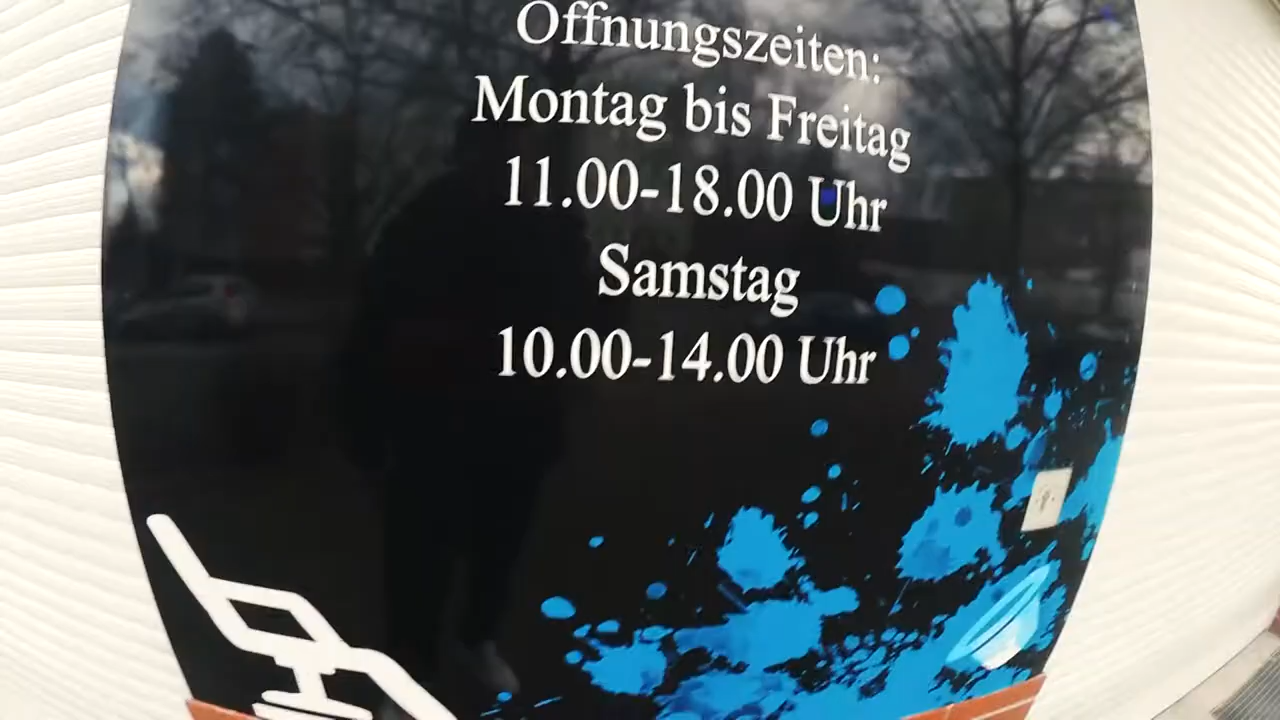 Öffnungszeiten:
Montag bis Freitag
11.00-18.00 Uhr
Samstag
10.00-14.00 Uhr